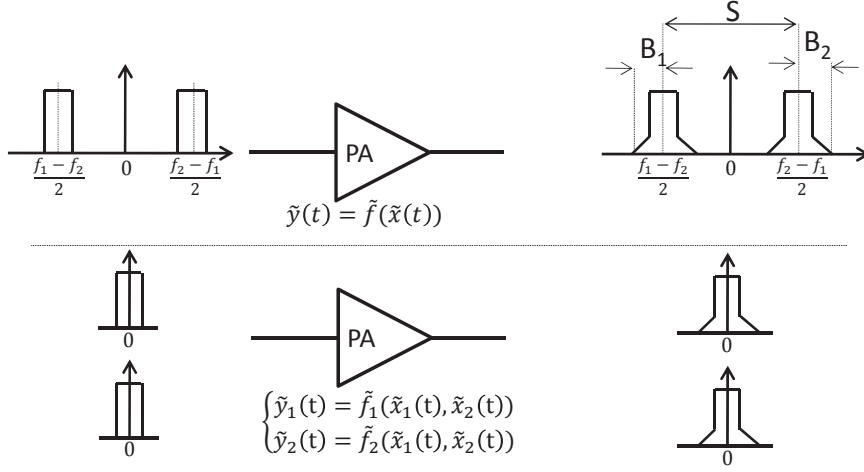 S
B₁ B₂
(f₁ − f₂)/2 0 (f₂ − f₁)/2
PA
(f₁ − f₂)/2 0 (f₂ − f₁)/2
ỹ(t) = f̃(x̃(t))
0
0
PA
0
0
{ỹ₁(t) = f̃₁(x̃₁(t), x̃₂(t))
ỹ₂(t) = f̃₂(x̃₁(t), x̃₂(t))